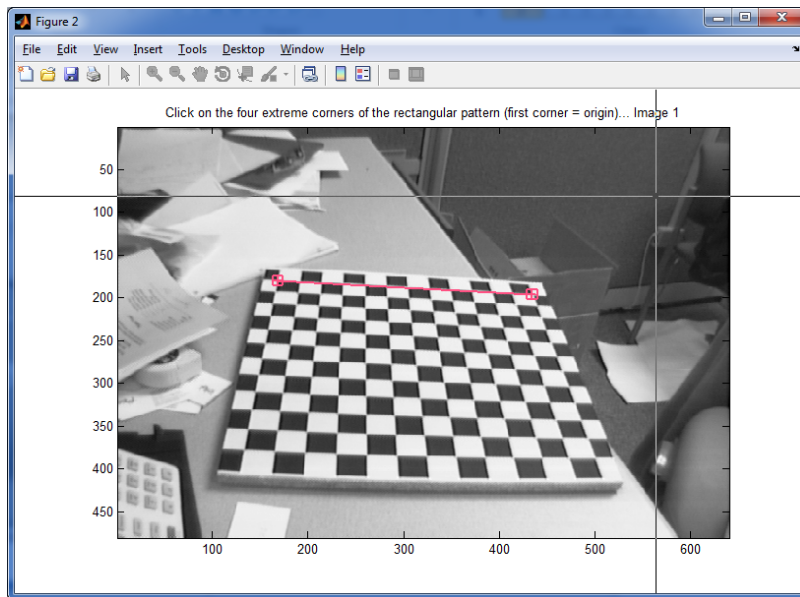 Figure 2
File Edit View Insert Tools Desktop Window Help
Click on the four extreme corners of the rectangular pattern (first corner = origin)... Image 1
50
100
150
200
250
300
350
400
450
100 200 300 400 500 600